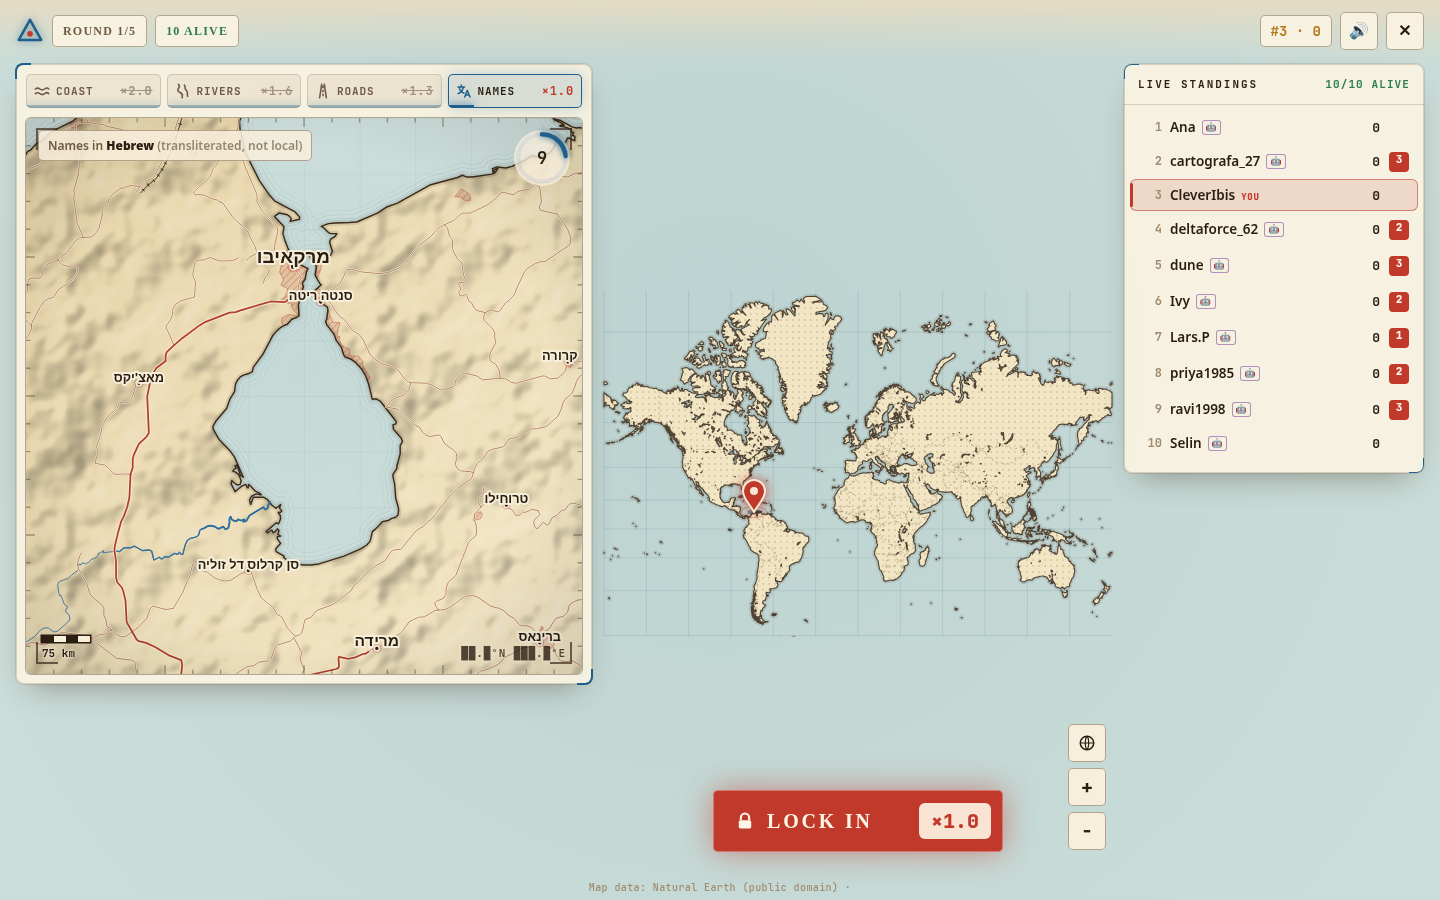 ROUND 1/5
10 ALIVE
#3 · 0
COAST ×2.0
RIVERS ×1.6
ROADS ×1.3
NAMES ×1.0
Names in Hebrew (transliterated, not local)
9
מרקאיבו
סנטה ריטה
קרורה
מאצ'יקס
טרוחילו
סן קרלוס דל זוליה
מרידה
ברינאס
75 km
██.█°N ███.█°E
LOCK IN ×1.0
+
-
LIVE STANDINGS 10/10 ALIVE
1 Ana 0
2 cartografa_27 0 3
3 CleverIbis YOU 0
4 deltaforce_62 0 2
5 dune 0 3
6 Ivy 0 2
7 Lars.P 0 1
8 priya1985 0 2
9 ravi1998 0 3
10 Selin 0
Map data: Natural Earth (public domain) ·